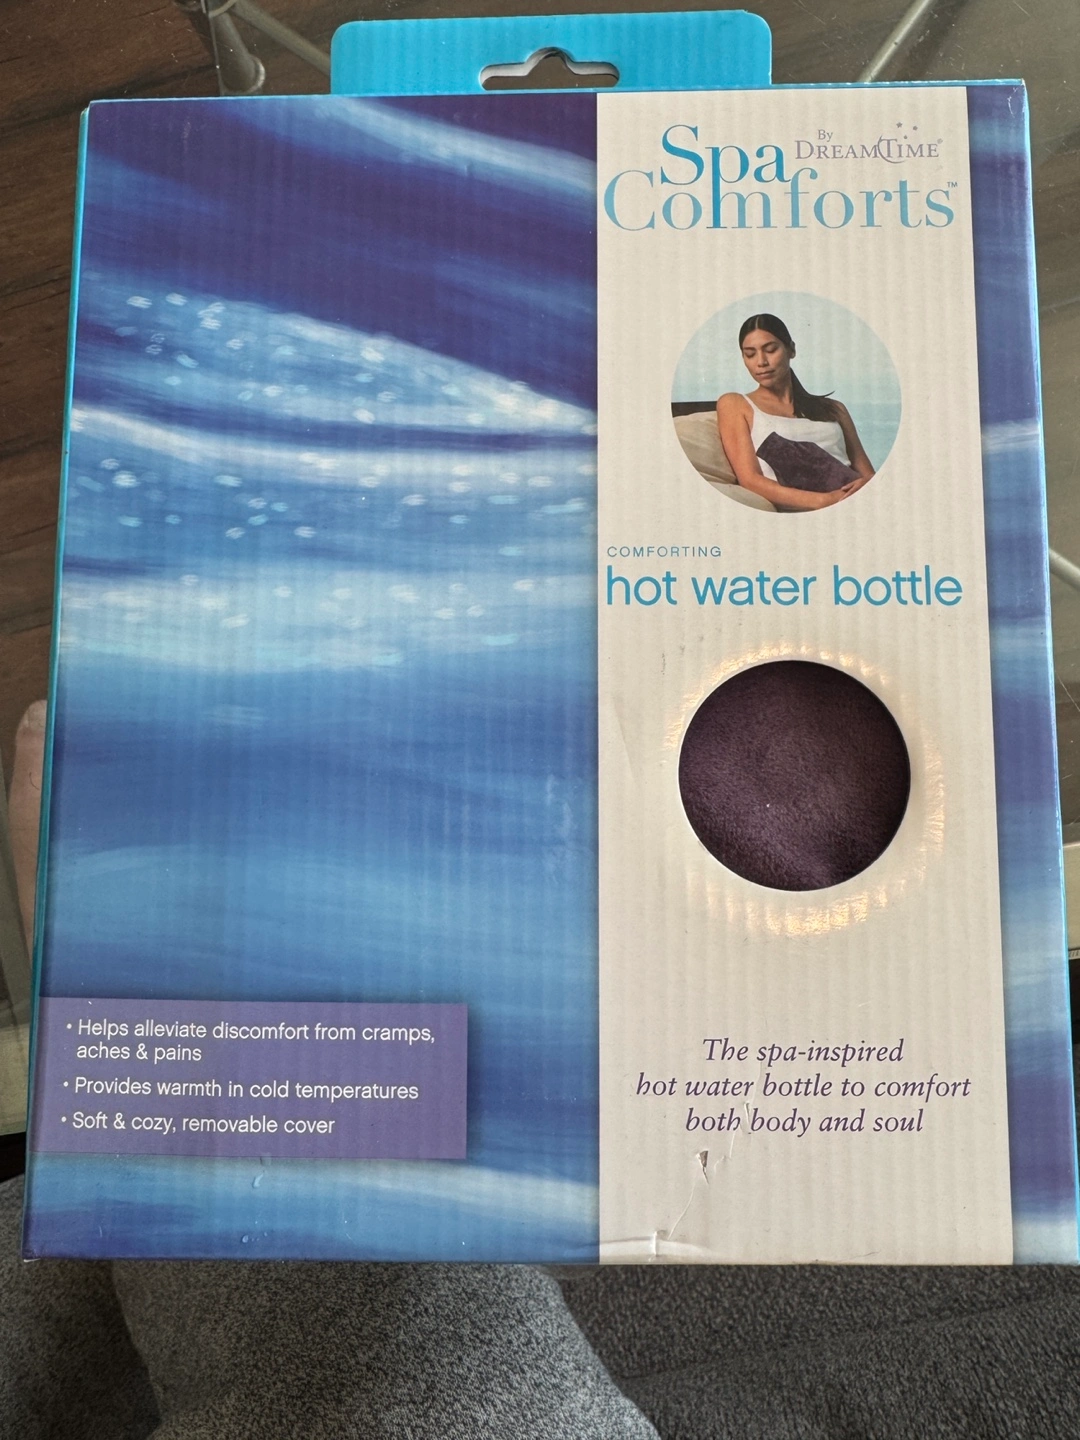 Spa By DREAMTIME®
Comforts™
COMFORTING
hot water bottle
• Helps alleviate discomfort from cramps,
aches & pains
• Provides warmth in cold temperatures
• Soft & cozy, removable cover
The spa-inspired
hot water bottle to comfort
both body and soul